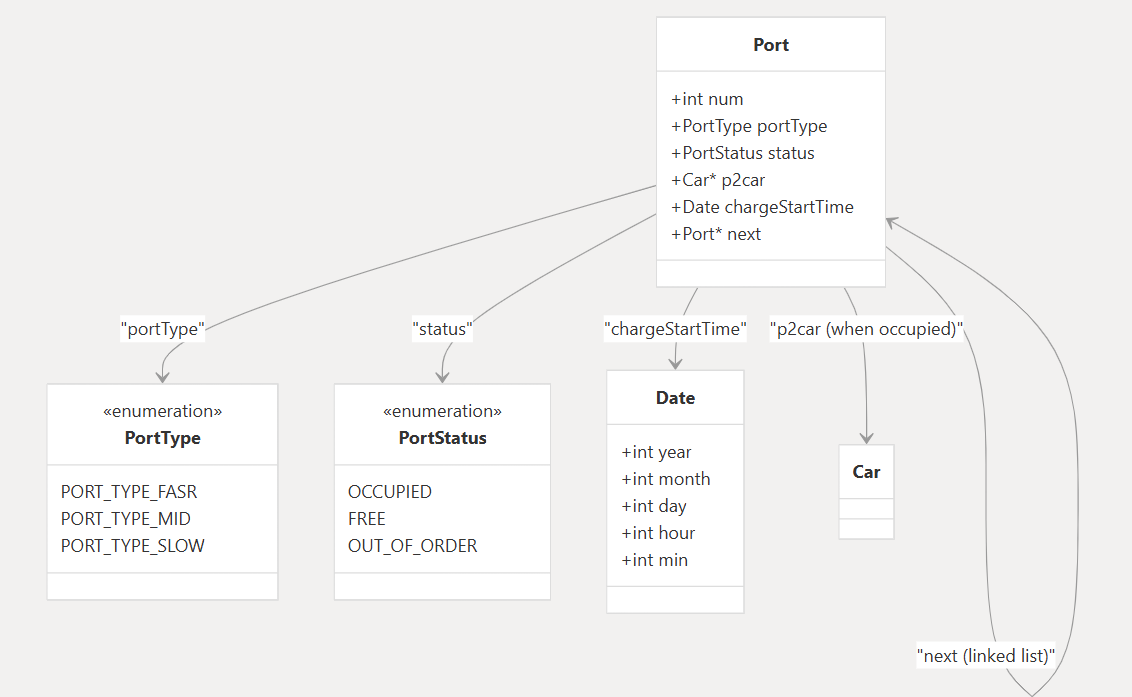 Port
+int num
+PortType portType
+PortStatus status
+Car* p2car
+Date chargeStartTime
+Port* next
"portType"
"status"
"chargeStartTime"
"p2car (when occupied)"
«enumeration»
PortType
PORT_TYPE_FASR
PORT_TYPE_MID
PORT_TYPE_SLOW
«enumeration»
PortStatus
OCCUPIED
FREE
OUT_OF_ORDER
Date
+int year
+int month
+int day
+int hour
+int min
Car
"next (linked list)"